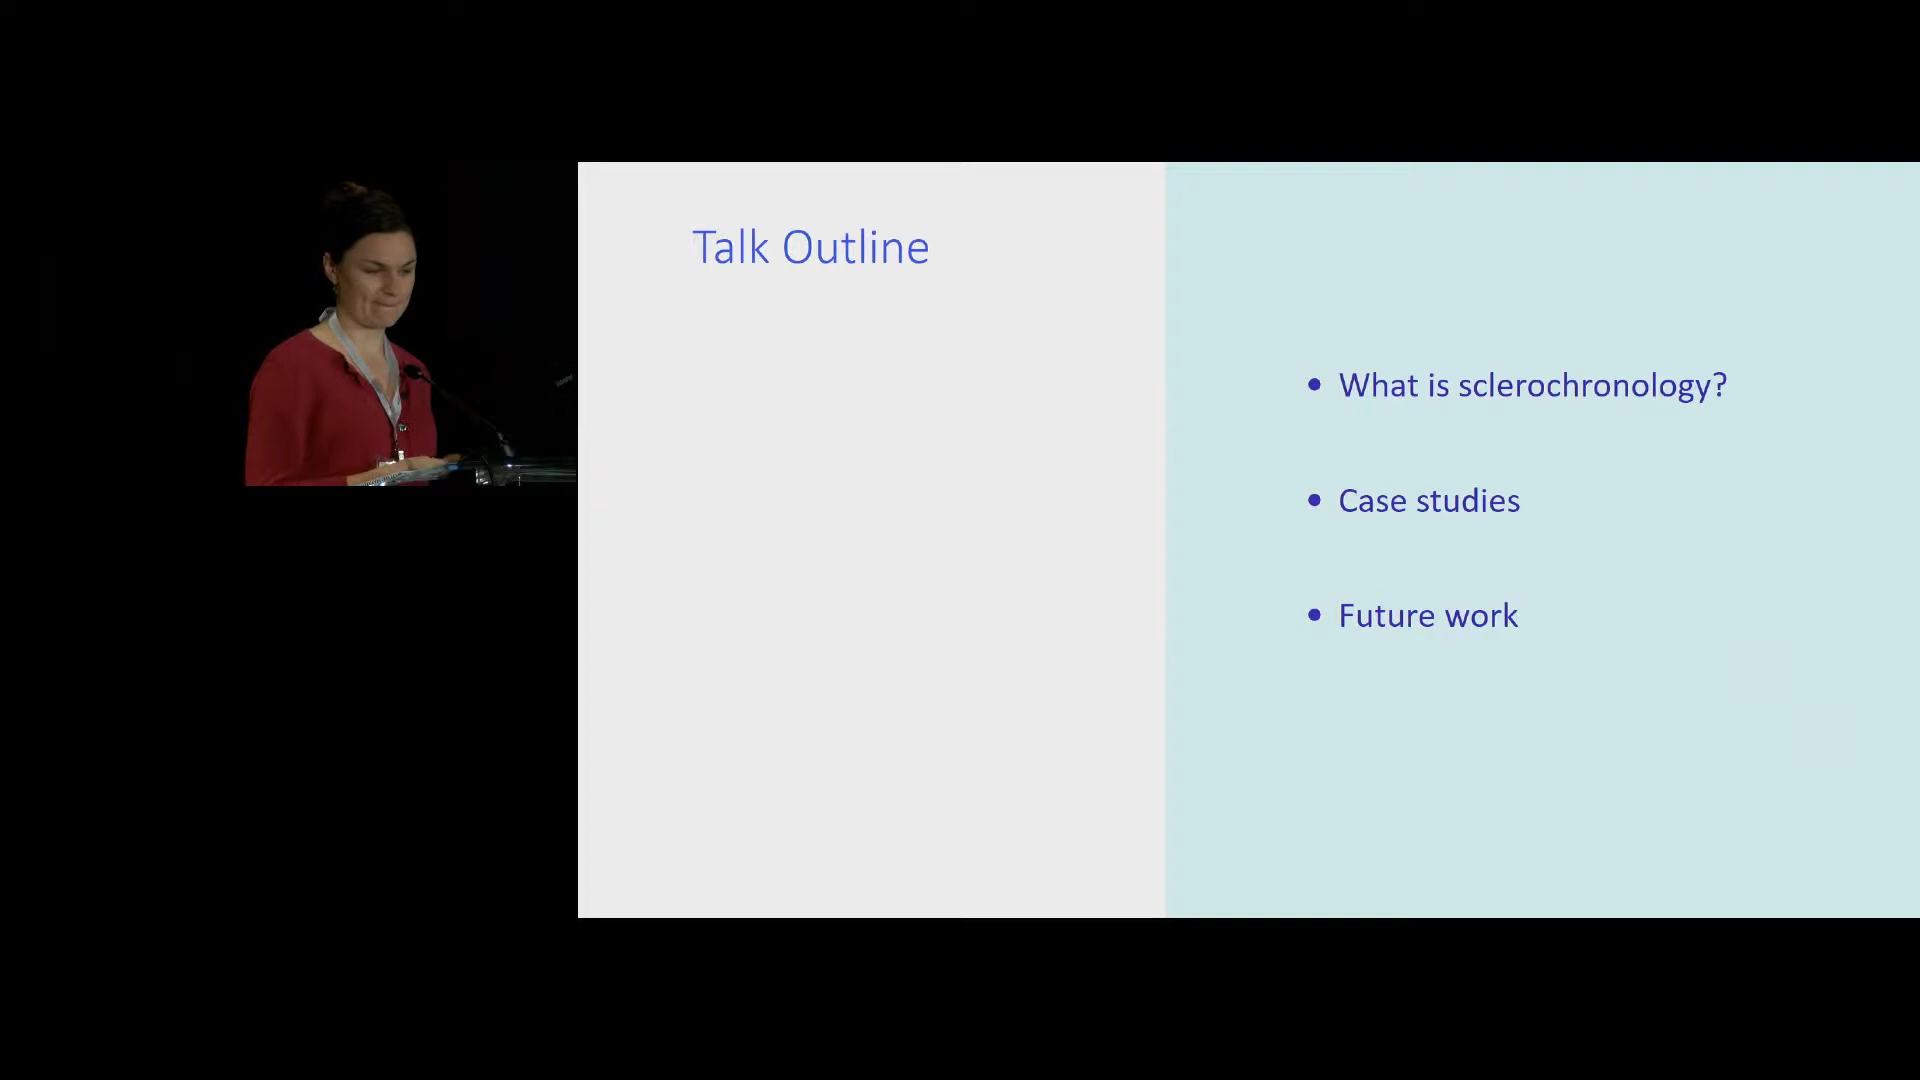 Talk Outline
• What is sclerochronology?
• Case studies
• Future work